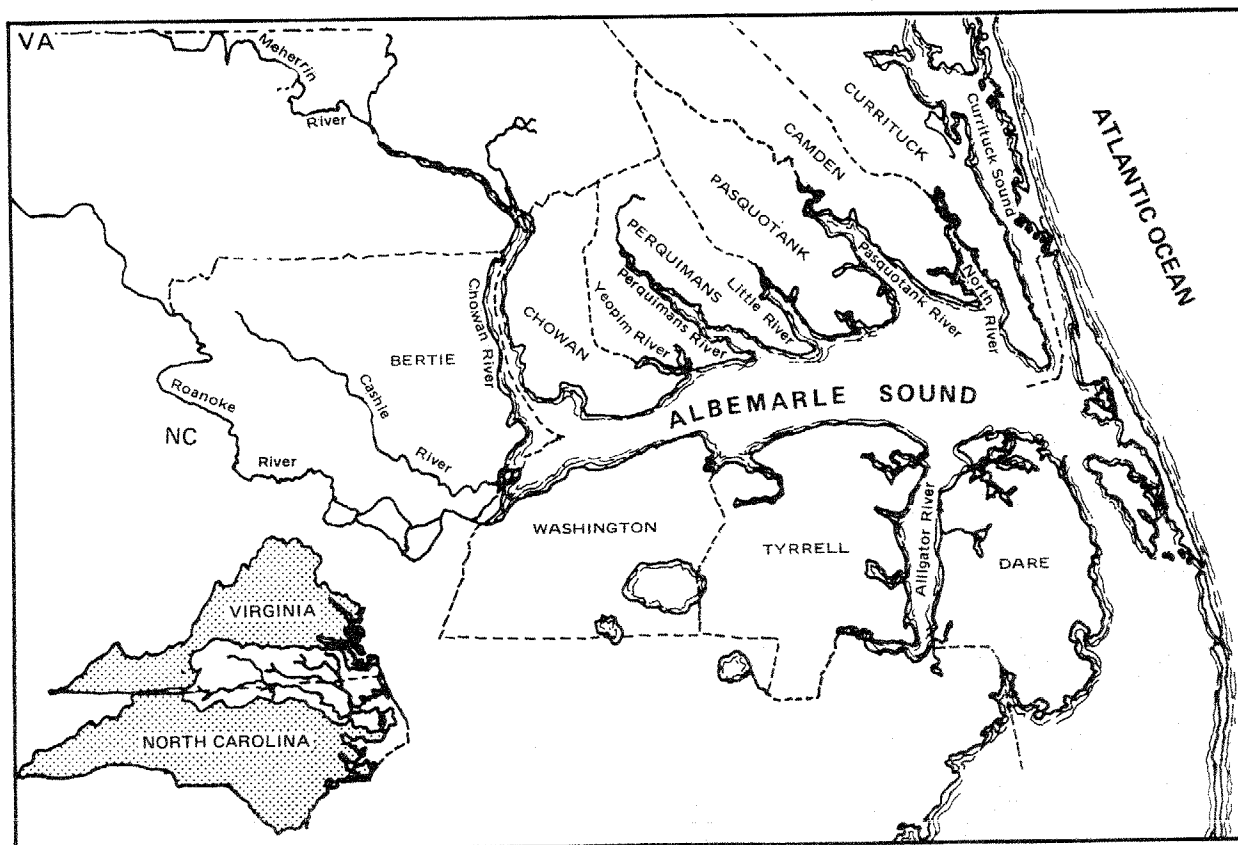 VA
Meherrin
River
CURRITUCK
Currituck Sound
ATLANTIC OCEAN
CAMDEN
PASQUOTANK
Pasquotank River
North River
PERQUIMANS
Perquimans River
Little River
Yeopim River
CHOWAN
Chowan River
BERTIE
Cashie
River
Roanoke
River
NC
ALBEMARLE SOUND
WASHINGTON
TYRRELL
Alligator River
DARE
VIRGINIA
NORTH CAROLINA